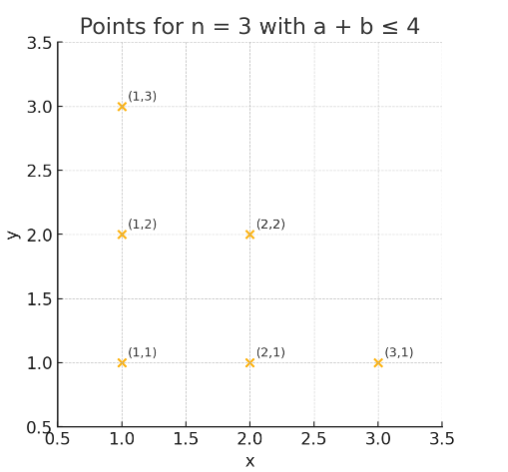 Points for n = 3 with a + b ≤ 4
3.5
(1,3)
3.0
2.5
(1,2) (2,2)
2.0
y
1.5
(1,1) (2,1) (3,1)
1.0
0.5
0.5 1.0 1.5 2.0 2.5 3.0 3.5
x